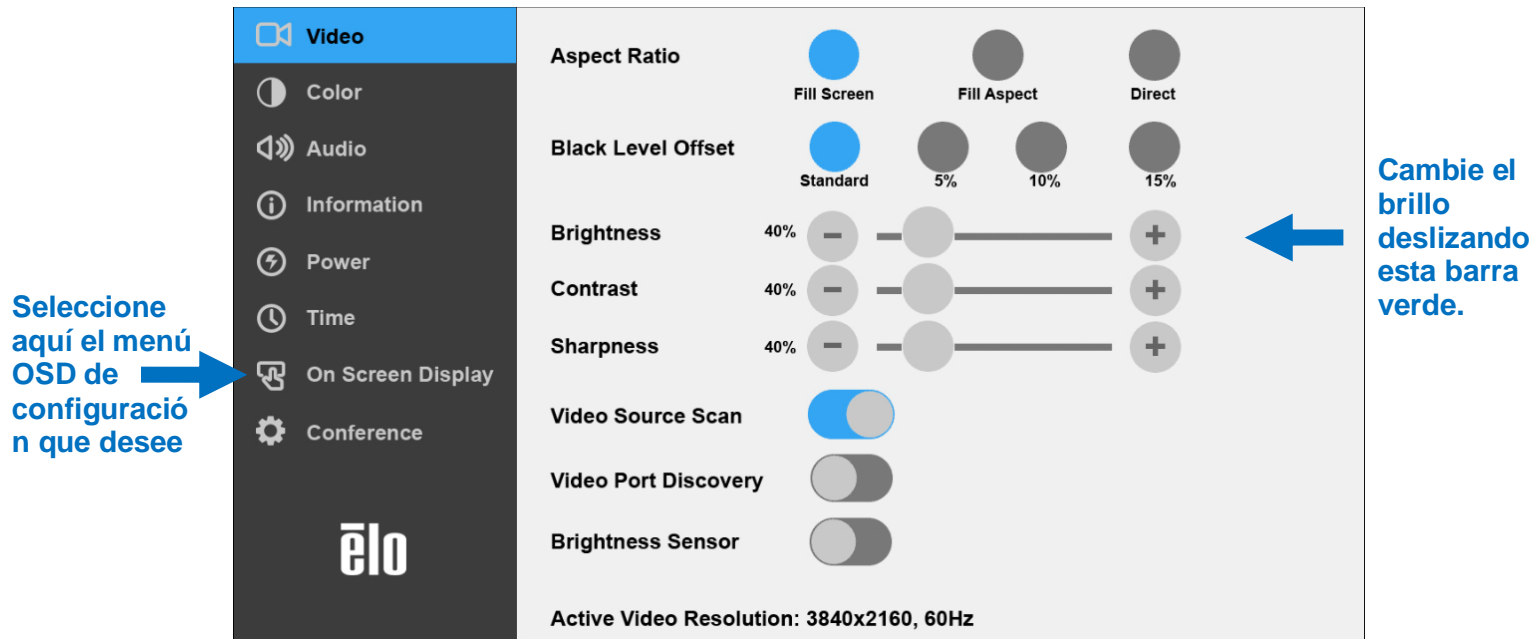 Video
Color
Audio
Information
Power
Time
On Screen Display
Conference
ēlo
Seleccione
aquí el menú
OSD de
configuració
n que desee
Aspect Ratio
Fill Screen Fill Aspect Direct
Black Level Offset
Standard 5% 10% 15%
Brightness 40% - +
Contrast 40% - +
Sharpness 40% - +
Video Source Scan
Video Port Discovery
Brightness Sensor
Active Video Resolution: 3840x2160, 60Hz
Cambie el
brillo
deslizando
esta barra
verde.